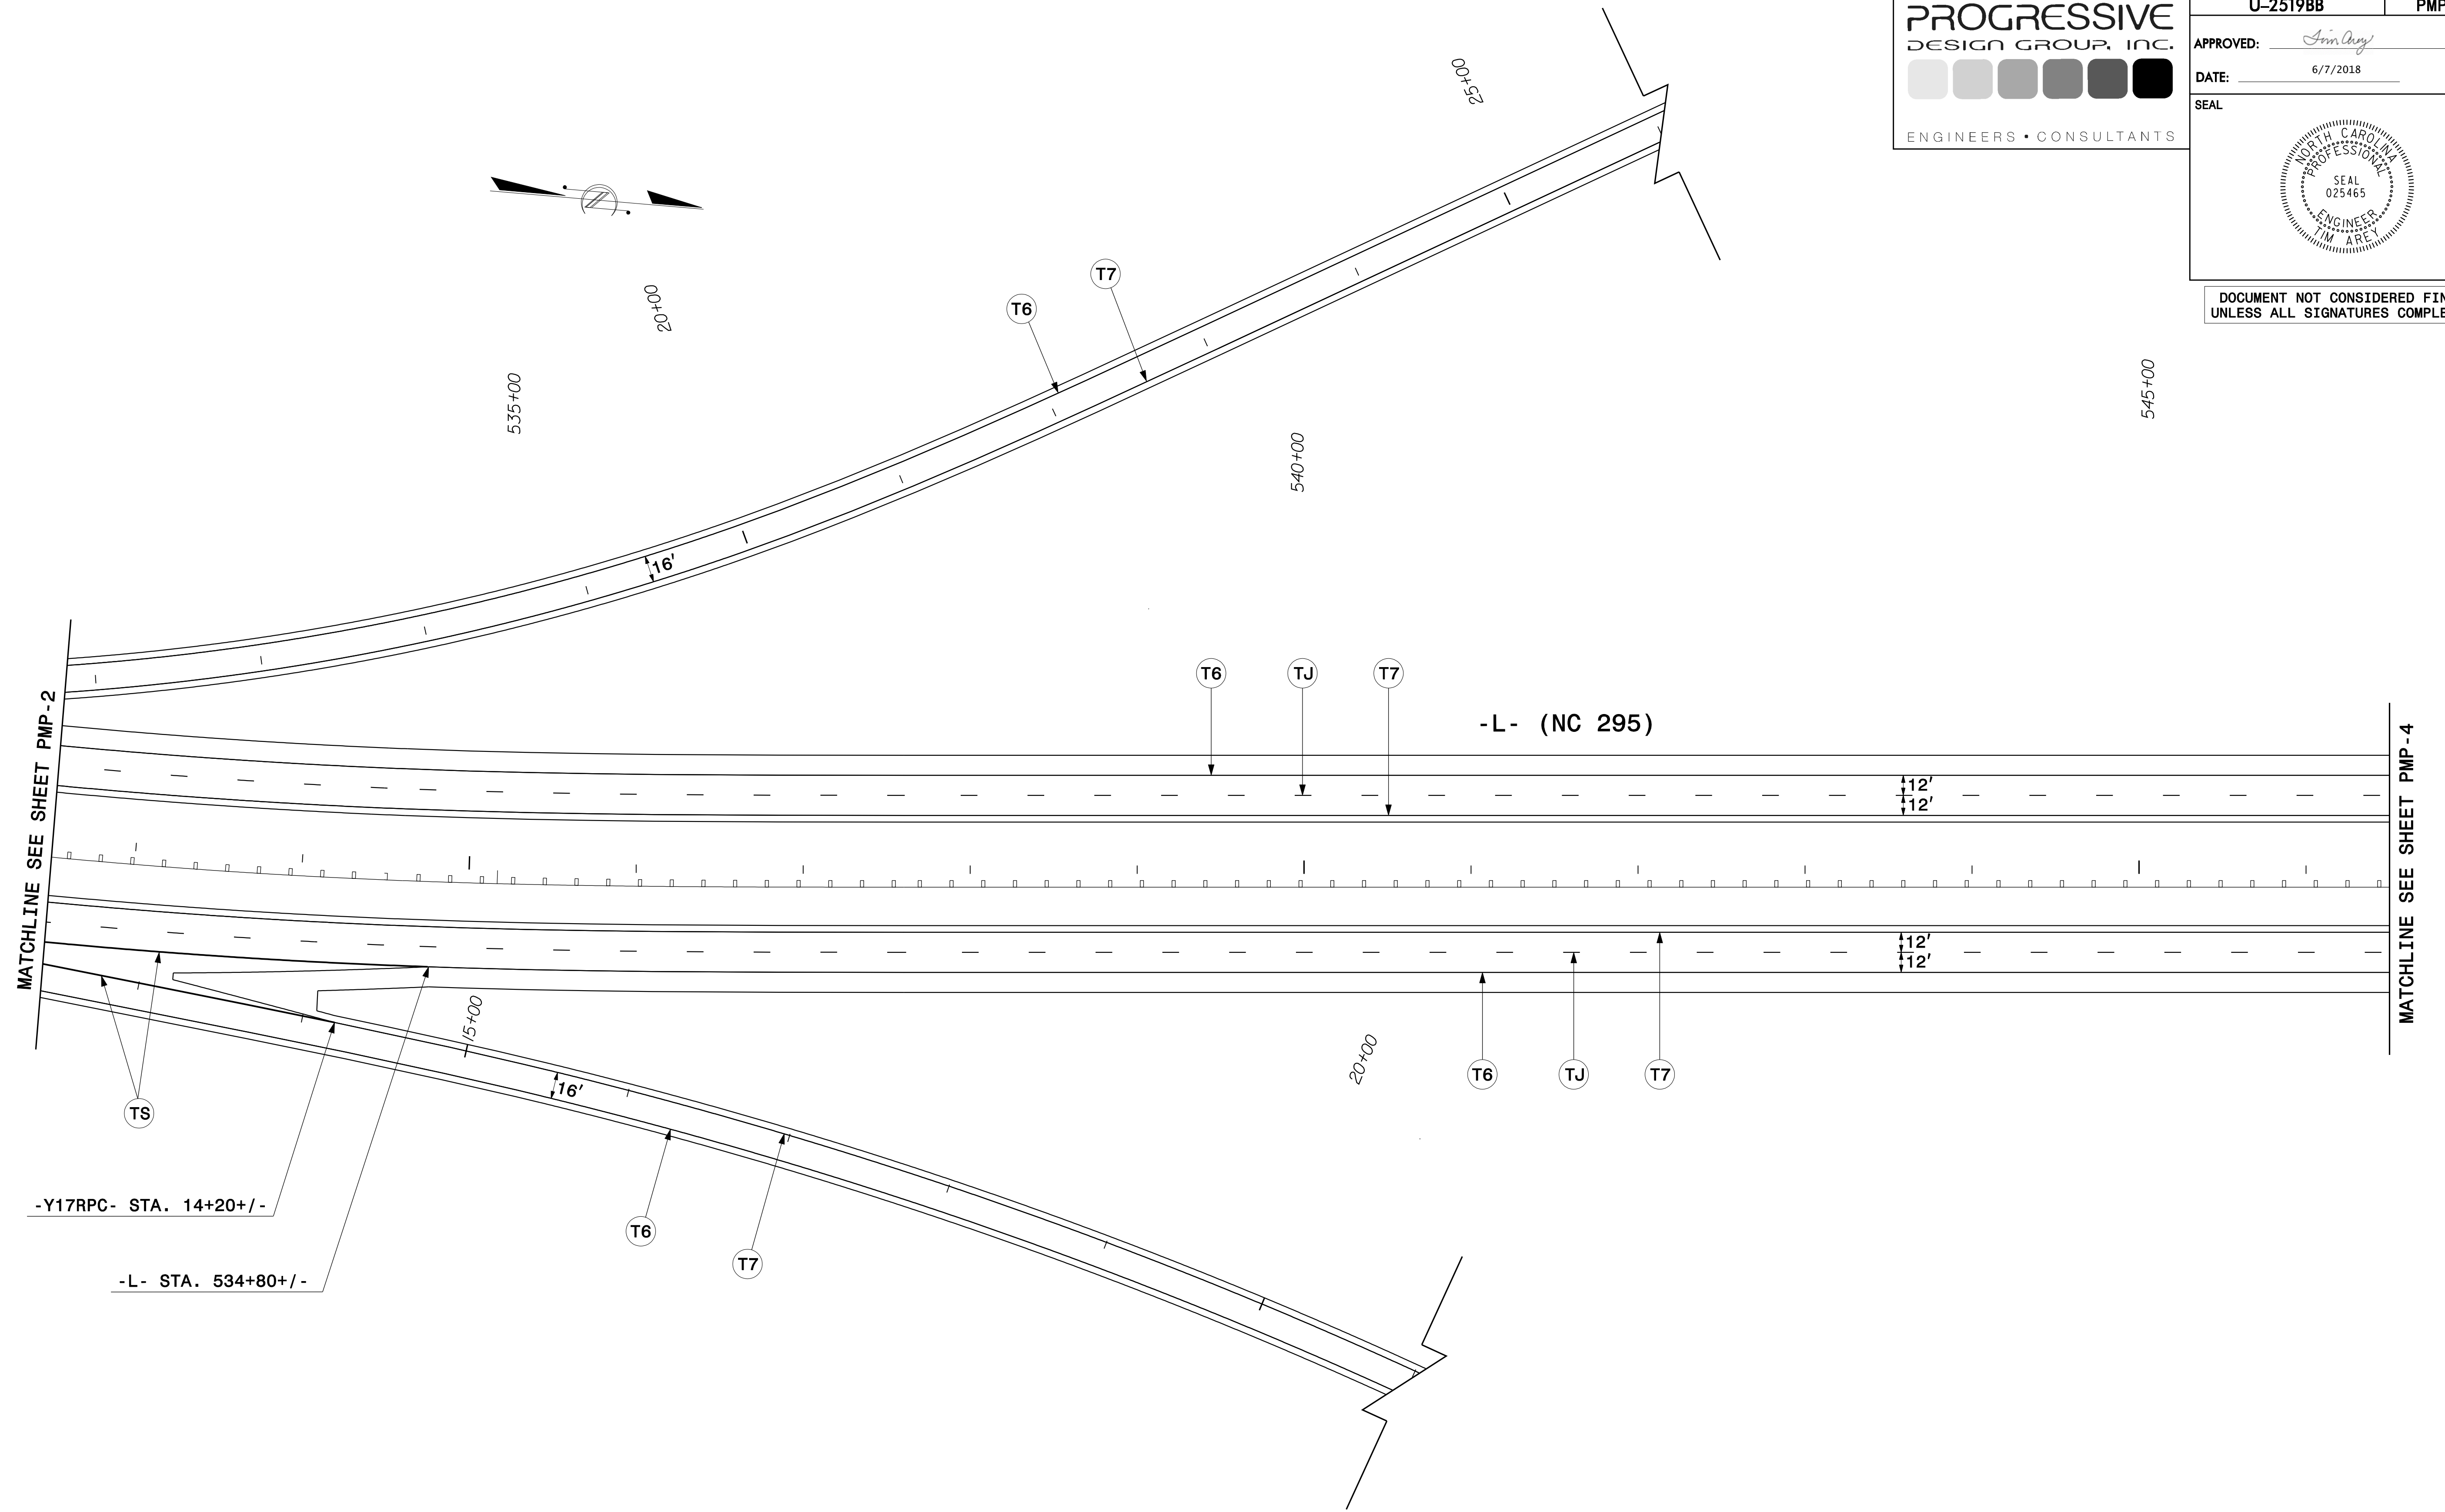 PROGRESSIVE
DESIGN GROUP, INC.
ENGINEERS • CONSULTANTS
U-2519BB
PMP
APPROVED: Tim Arey
DATE: 6/7/2018
SEAL
NORTH CAROLINA
PROFESSIONAL
SEAL
025465
ENGINEER
TIM AREY
DOCUMENT NOT CONSIDERED FIN
UNLESS ALL SIGNATURES COMPLE
25+00
20+00
535+00
540+00
545+00
T6
T7
16'
T6
TJ
T7
-L- (NC 295)
12'
12'
MATCHLINE SEE SHEET PMP-2
MATCHLINE SEE SHEET PMP-4
12'
12'
15+00
20+00
T6
TJ
T7
16'
TS
-Y17RPC- STA. 14+20+/-
T6
T7
-L- STA. 534+80+/-